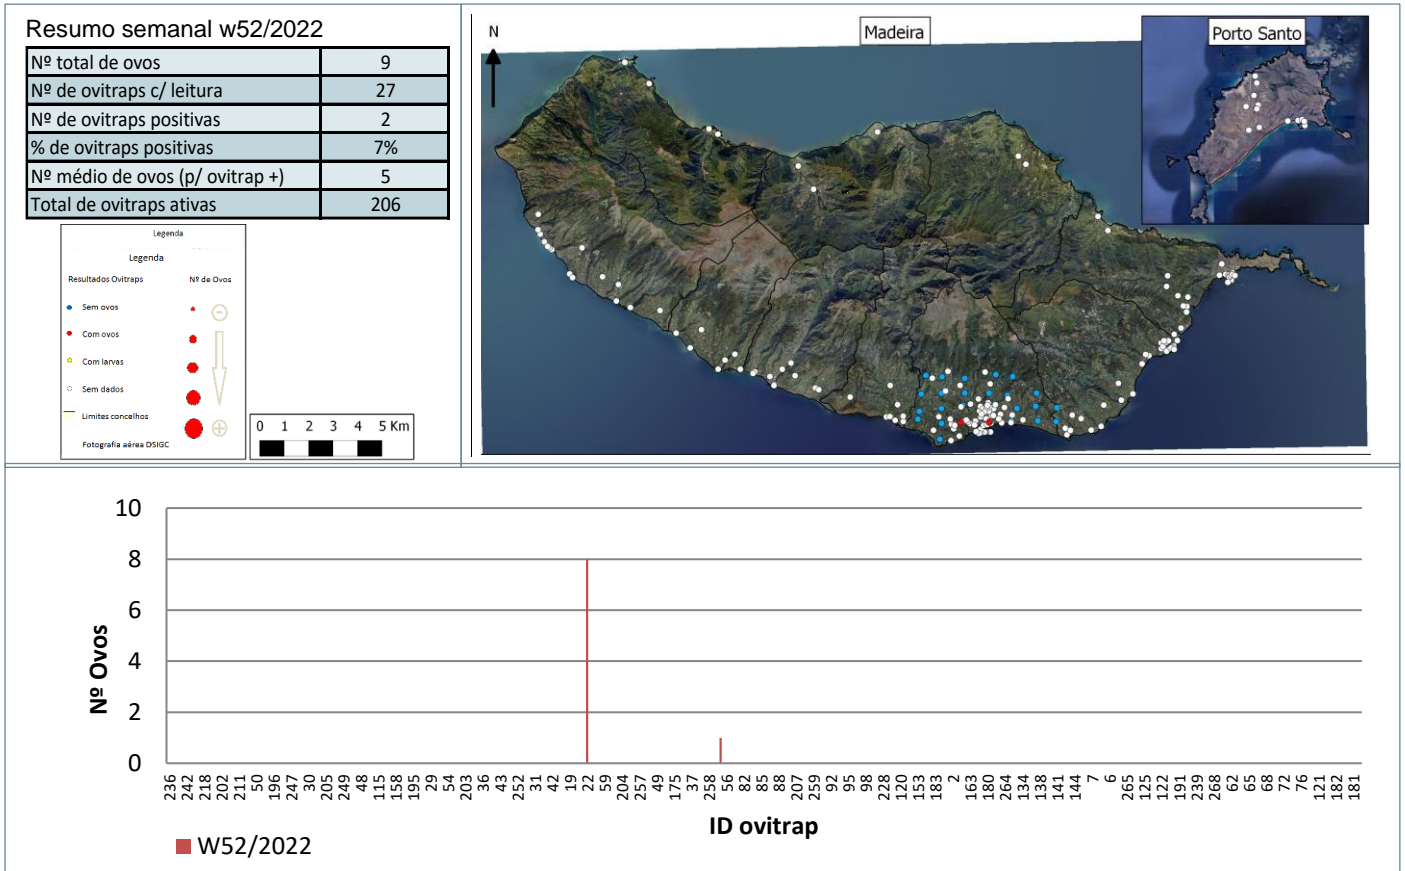 Resumo semanal w52/2022
Nº total de ovos 9
Nº de ovitraps c/ leitura 27
Nº de ovitraps positivas 2
% de ovitraps positivas 7%
Nº médio de ovos (p/ ovitrap +) 5
Total de ovitraps ativas 206
Legenda
Legenda
Resultados Ovitraps Nº de Ovos
Sem ovos
Com ovos
Com larvas
Sem dados
Limites concelhos
Fotografia aérea DSIGC
0 1 2 3 4 5 Km
N
Madeira
Porto Santo
10
8
6
4
2
0
Nº Ovos
236 242 218 202 211 50 196 247 30 205 249 48 115 158 195 29 54 203 36 43 252 31 42 19 22 59 204 257 49 175 37 258 56 82 85 88 207 259 92 95 98 228 120 153 183 2 163 180 264 134 138 141 144 7 6 265 125 122 191 239 268 62 65 68 72 76 121 182 181
ID ovitrap
W52/2022